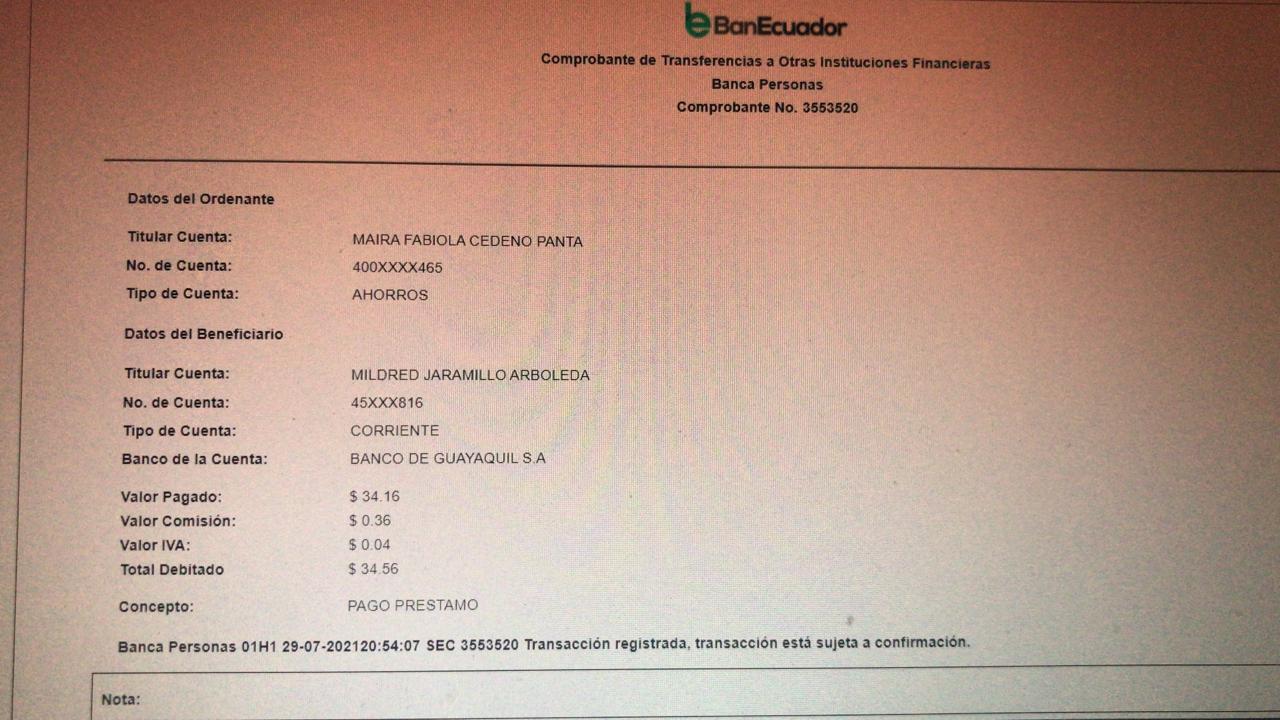 BanEcuador
Comprobante de Transferencias a Otras Instituciones Financieras
Banca Personas
Comprobante No. 3553520
Datos del Ordenante
Titular Cuenta: MAIRA FABIOLA CEDENO PANTA
No. de Cuenta: 400XXXX465
Tipo de Cuenta: AHORROS
Datos del Beneficiario
Titular Cuenta: MILDRED JARAMILLO ARBOLEDA
No. de Cuenta: 45XXX816
Tipo de Cuenta: CORRIENTE
Banco de la Cuenta: BANCO DE GUAYAQUIL S.A
Valor Pagado: $ 34.16
Valor Comisión: $ 0.36
Valor IVA: $ 0.04
Total Debitado $ 34.56
Concepto: PAGO PRESTAMO
Banca Personas 01H1 29-07-202120:54:07 SEC 3553520 Transacción registrada, transacción está sujeta a confirmación.
Nota: